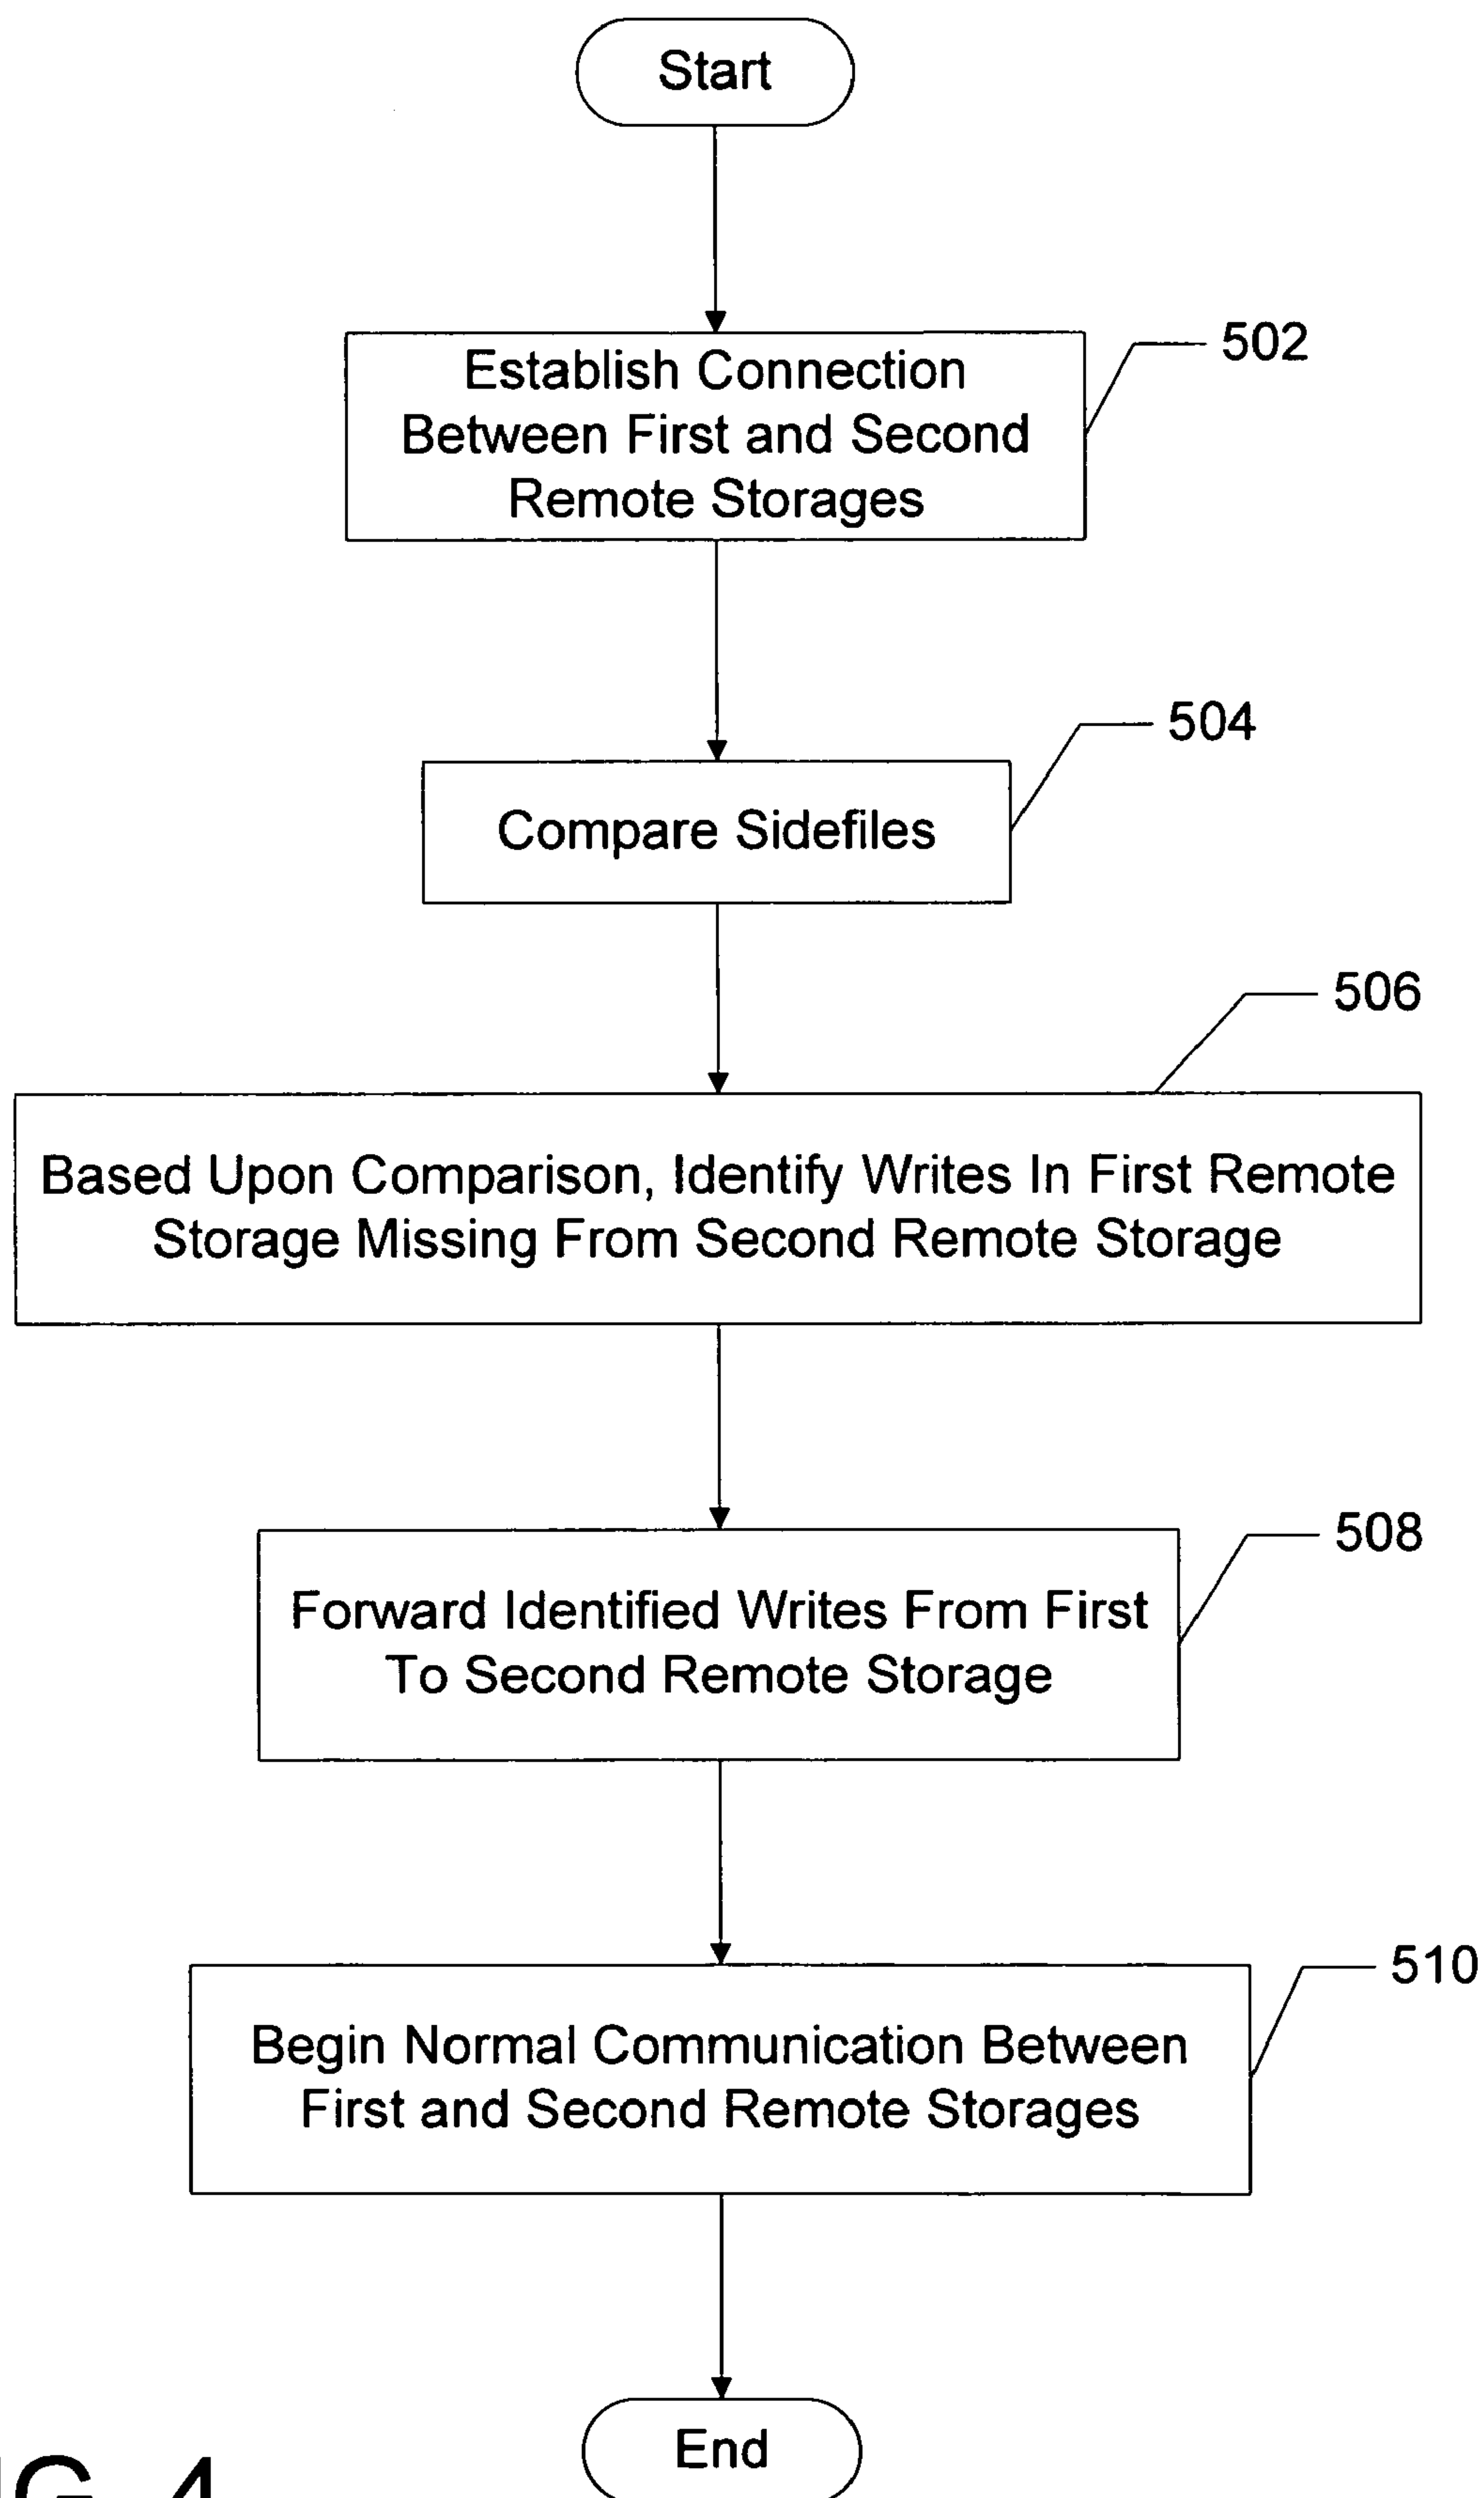 Start
502
Establish Connection
Between First and Second
Remote Storages
504
Compare Sidefiles
506
Based Upon Comparison, Identify Writes In First Remote
Storage Missing From Second Remote Storage
508
Forward Identified Writes From First
To Second Remote Storage
510
Begin Normal Communication Between
First and Second Remote Storages
End